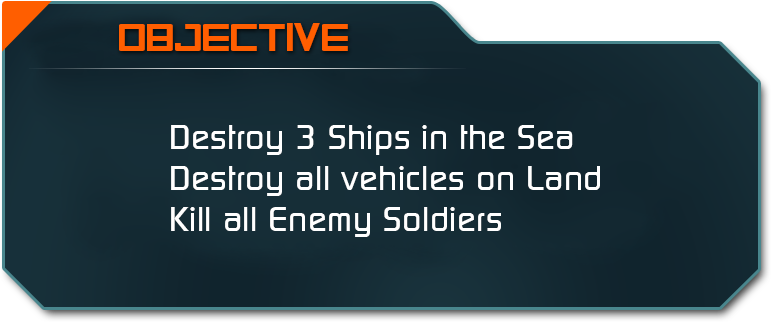 OBJECTIVE
Destroy 3 Ships in the Sea
Destroy all vehicles on Land
Kill all Enemy Soldiers